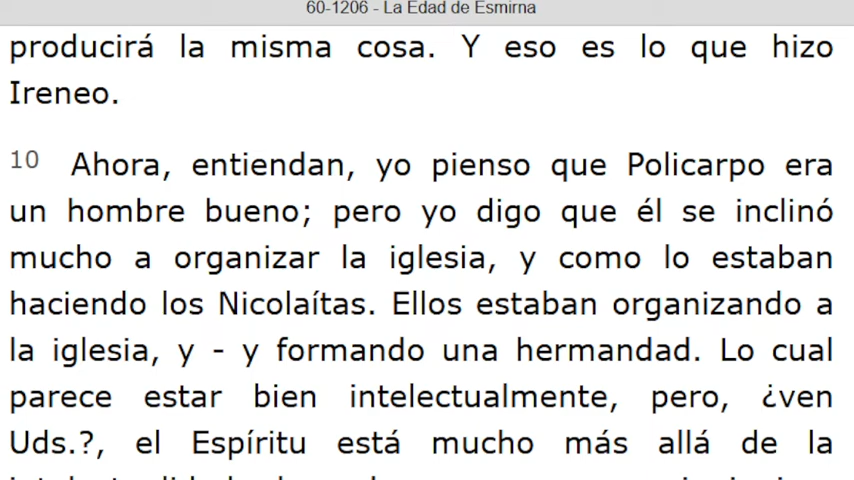 60-1206 - La Edad de Esmirna
producirá la misma cosa. Y eso es lo que hizo
Ireneo.
10 Ahora, entiendan, yo pienso que Policarpo era
un hombre bueno; pero yo digo que él se inclinó
mucho a organizar la iglesia, y como lo estaban
haciendo los Nicolaítas. Ellos estaban organizando a
la iglesia, y - y formando una hermandad. Lo cual
parece estar bien intelectualmente, pero, ¿ven
Uds.?, el Espíritu está mucho más allá de la